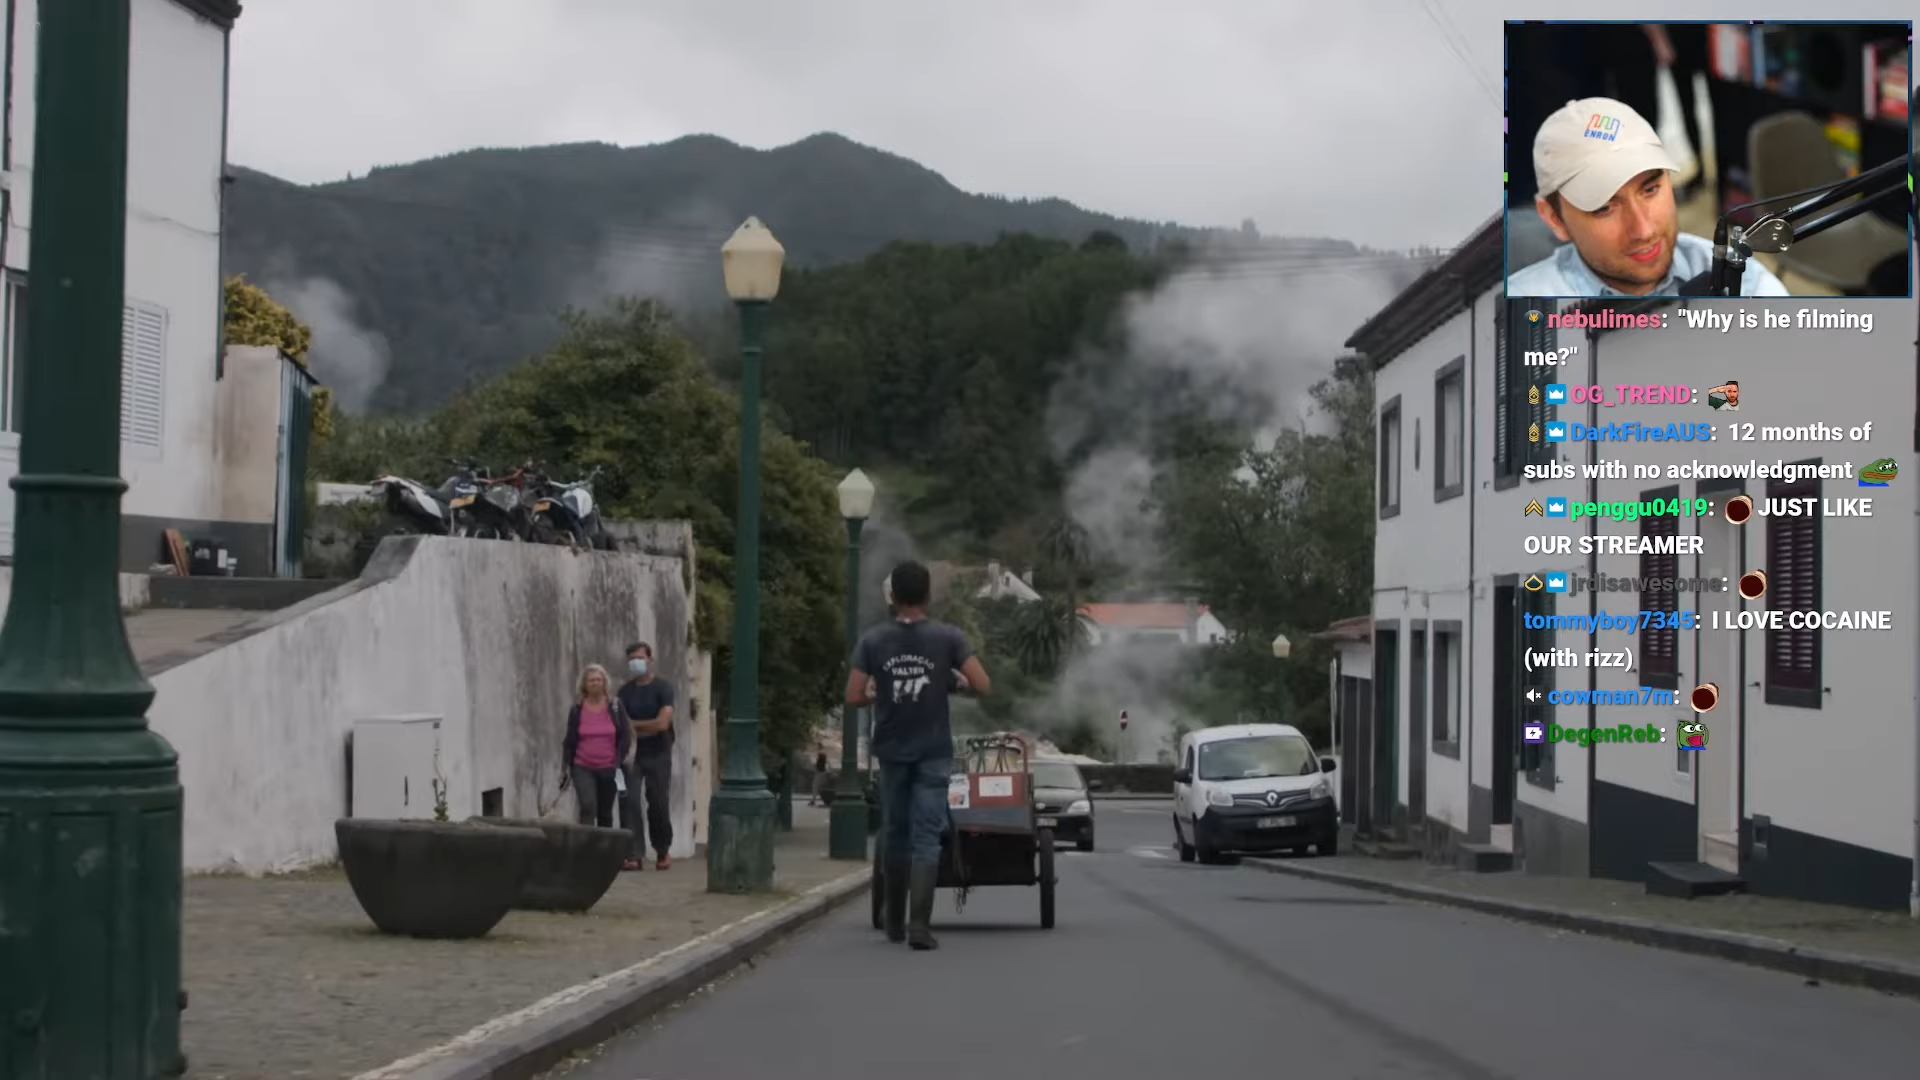 ENRON
nebulimes: "Why is he filming
me?"
OG_TREND:
DarkFireAUS: 12 months of
subs with no acknowledgment
penggu0419: JUST LIKE
OUR STREAMER
jrdisawesome:
tommyboy7345: I LOVE COCAINE
(with rizz)
cowman7m:
DegenReb:
EXPLORAÇÃO
VALTER